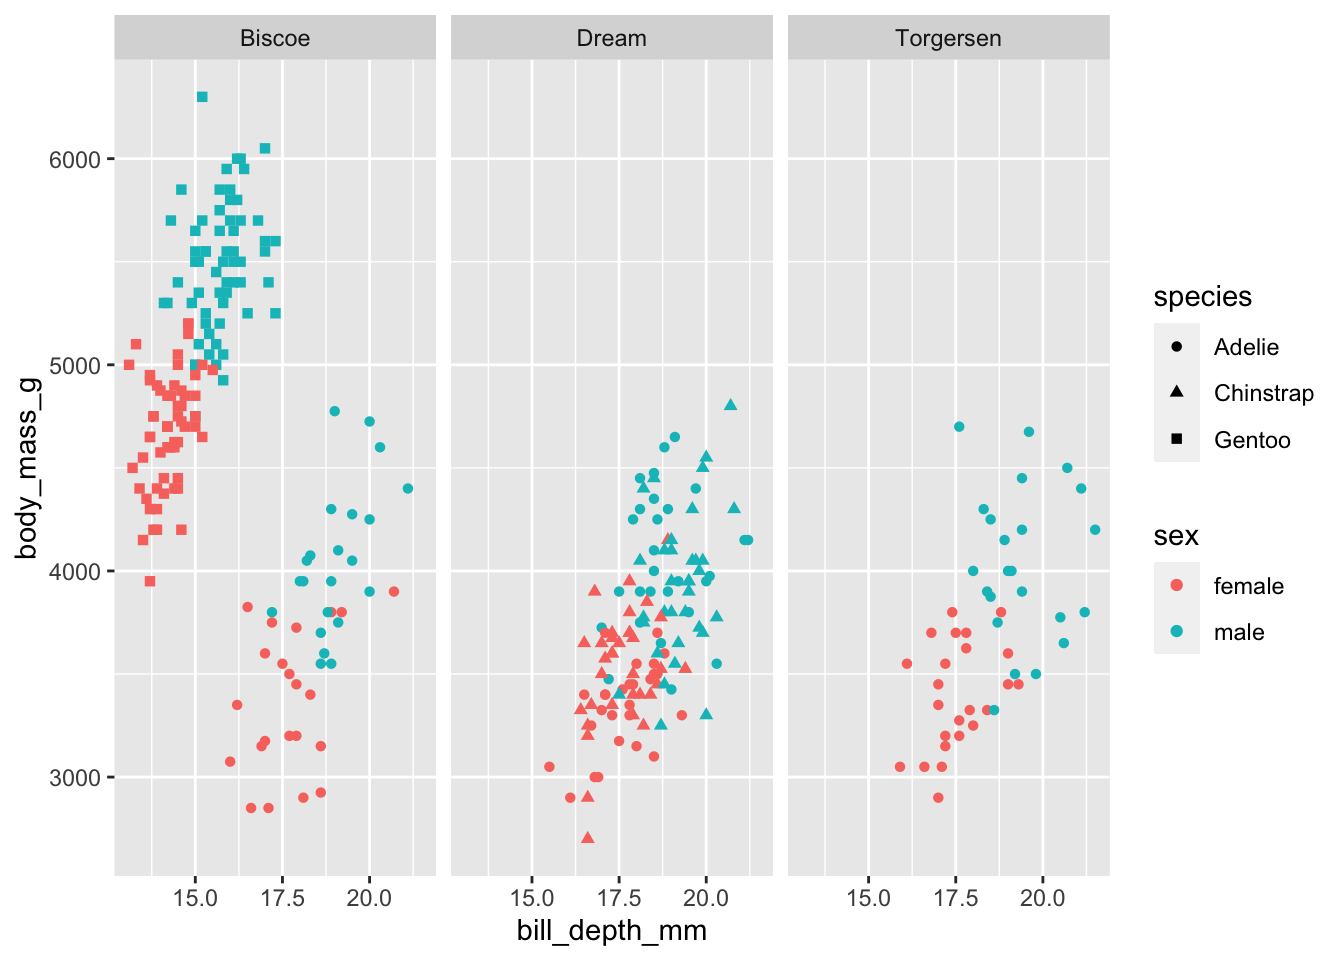 Biscoe Dream Torgersen
6000
5000
4000
3000
body_mass_g
15.0 17.5 20.0 15.0 17.5 20.0 15.0 17.5 20.0
bill_depth_mm
species
Adelie
Chinstrap
Gentoo
sex
female
male